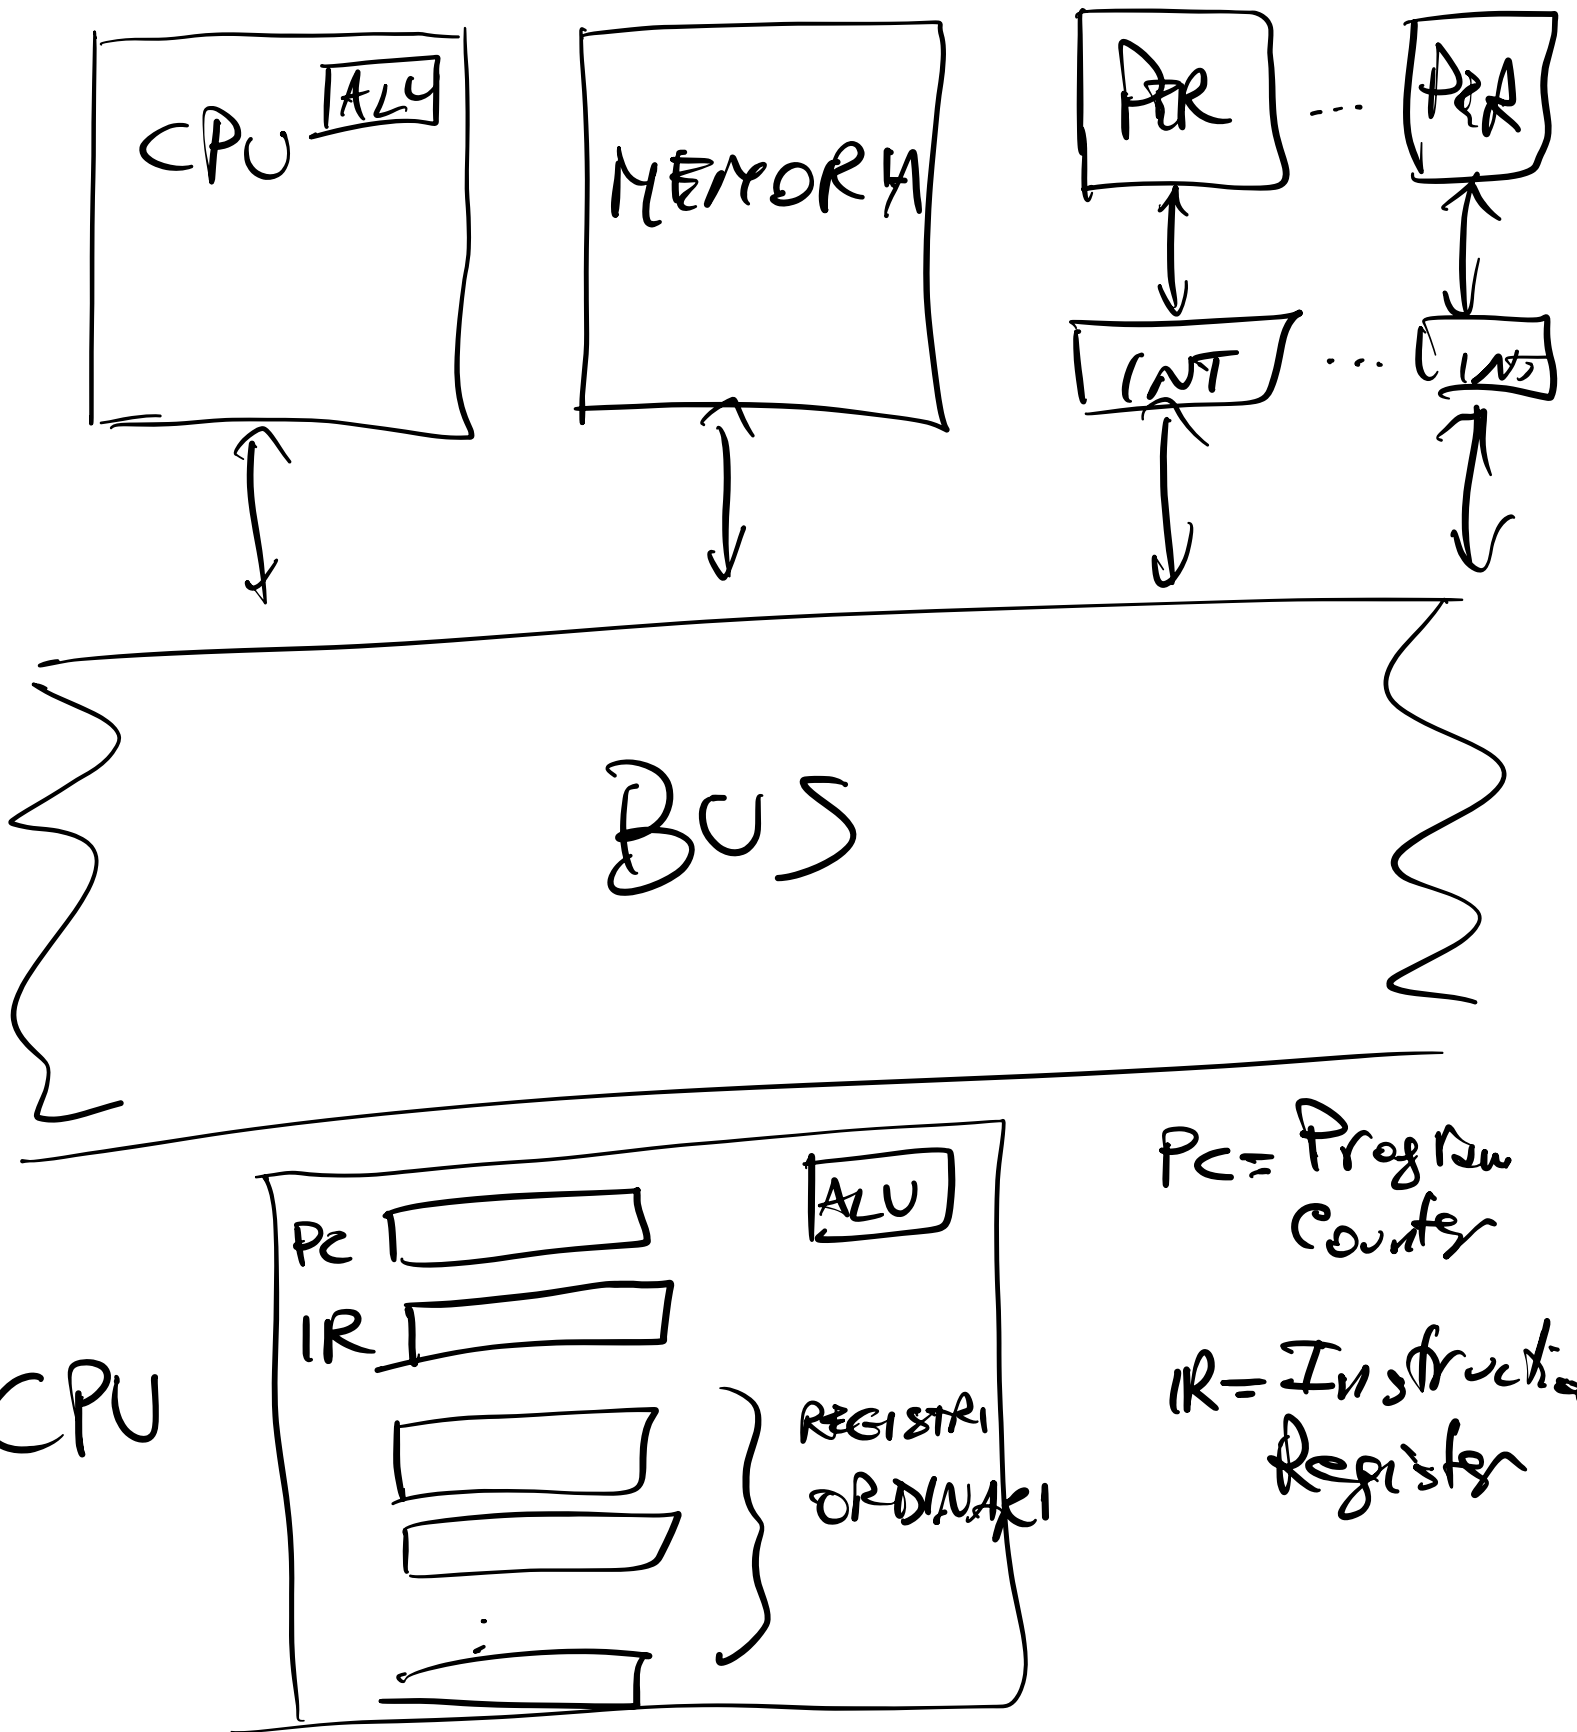 CPU
ALU
MEMORIA
PER
....
PER
INT
...
INT
BUS
PC
ALU
IR
CPU
REGISTRI
ORDINARI
PC = Program
Counter
IR = Instructio
Register